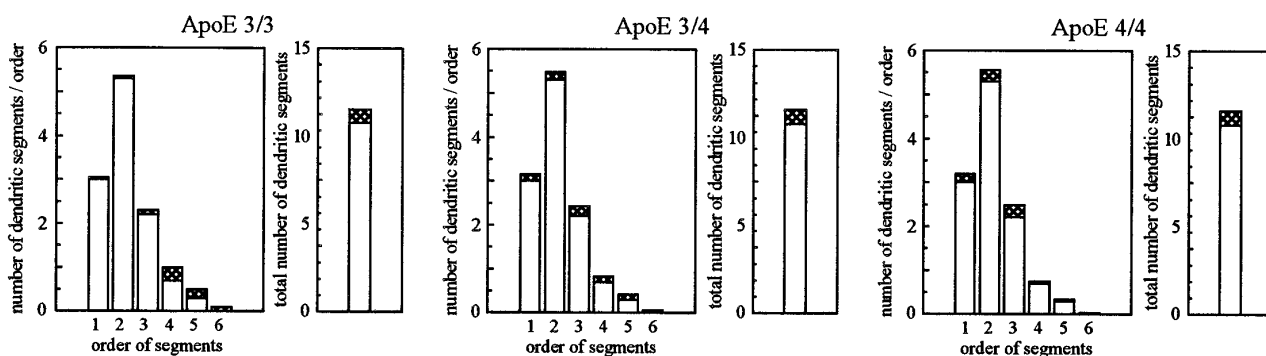 ApoE 3/3
number of dendritic segments / order
6
4
2
0
1 2 3 4 5 6
order of segments
total number of dendritic segments
15
10
5
0
ApoE 3/4
number of dendritic segments / order
6
4
2
0
1 2 3 4 5 6
order of segments
total number of dendritic segments
15
10
5
0
ApoE 4/4
number of dendritic segments / order
6
4
2
0
1 2 3 4 5 6
order of segments
total number of dendritic segments
15
10
5
0